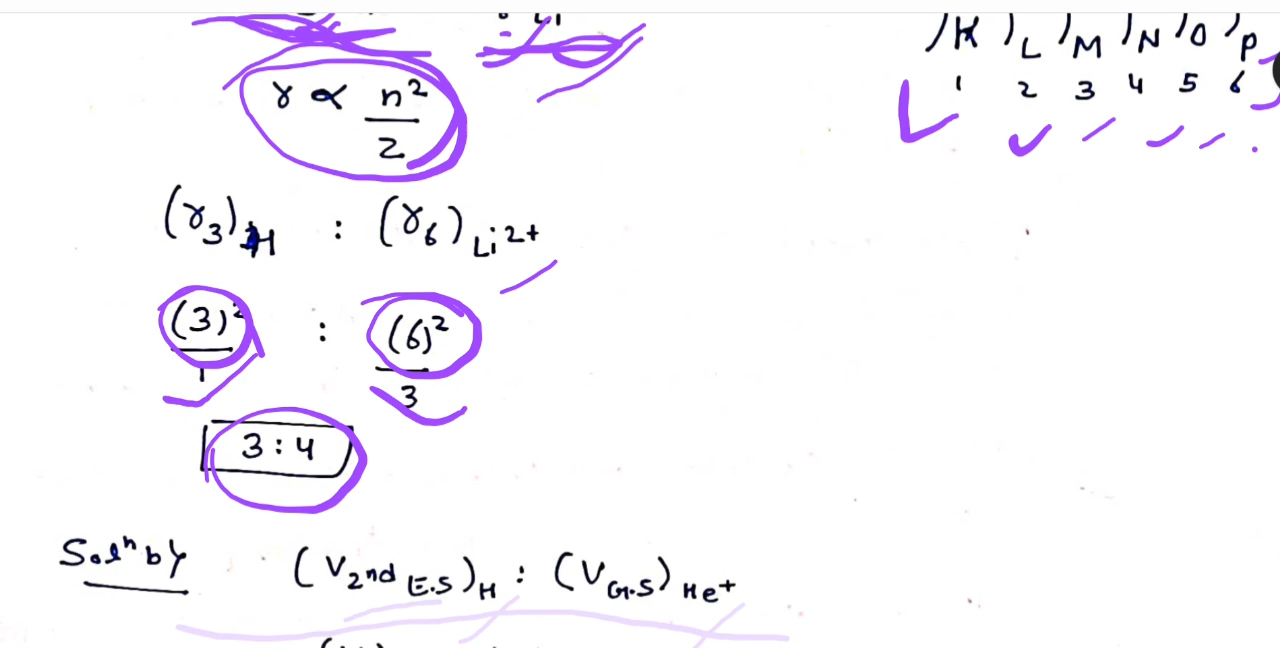 : Li
K L M N O P
1 2 3 4 5 6
r ∝ n²
Z
(r₃)H : (r₆)Li²⁺
(3)² : (6)²
1 3
3 : 4
Solⁿ by (V₂nd E.S)H : (VG.S)He⁺